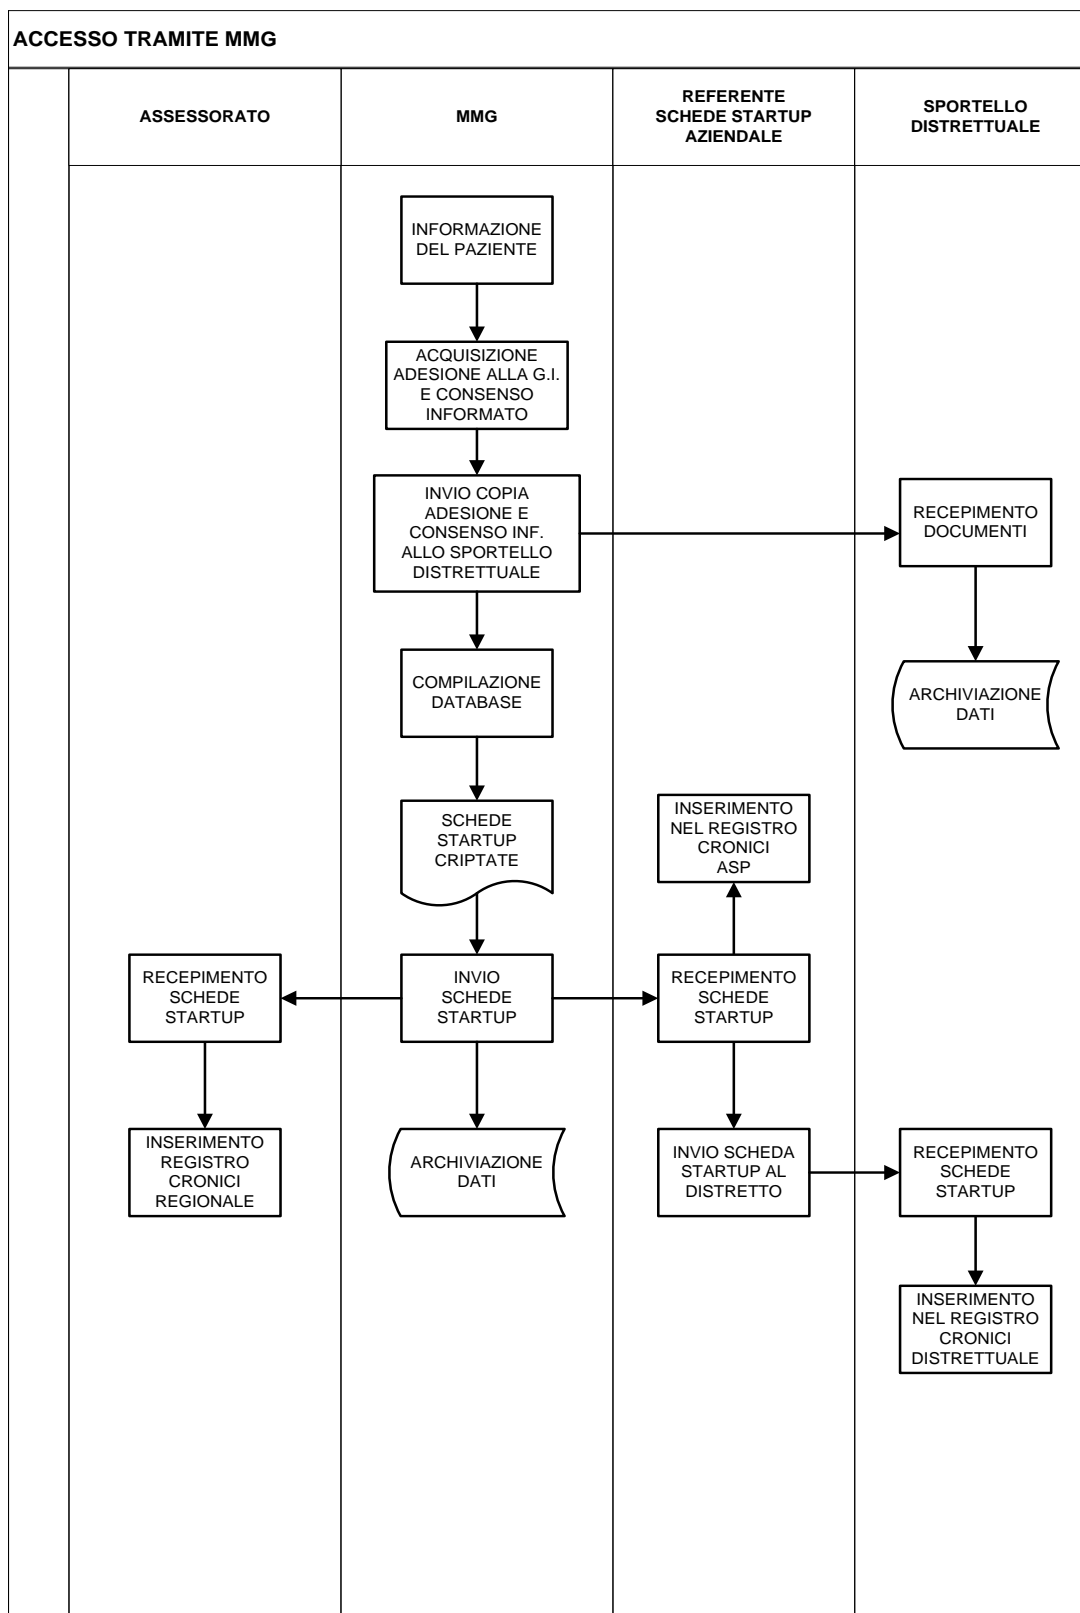 ACCESSO TRAMITE MMG
ASSESSORATO
MMG
REFERENTE
SCHEDE STARTUP
AZIENDALE
SPORTELLO
DISTRETTUALE
INFORMAZIONE
DEL PAZIENTE
ACQUISIZIONE
ADESIONE ALLA G.I.
E CONSENSO
INFORMATO
INVIO COPIA
ADESIONE E
CONSENSO INF.
ALLO SPORTELLO
DISTRETTUALE
RECEPIMENTO
DOCUMENTI
COMPILAZIONE
DATABASE
ARCHIVIAZIONE
DATI
SCHEDE
STARTUP
CRIPTATE
INSERIMENTO
NEL REGISTRO
CRONICI
ASP
RECEPIMENTO
SCHEDE
STARTUP
INVIO
SCHEDE
STARTUP
RECEPIMENTO
SCHEDE
STARTUP
INSERIMENTO
REGISTRO
CRONICI
REGIONALE
ARCHIVIAZIONE
DATI
INVIO SCHEDA
STARTUP AL
DISTRETTO
RECEPIMENTO
SCHEDE
STARTUP
INSERIMENTO
NEL REGISTRO
CRONICI
DISTRETTUALE